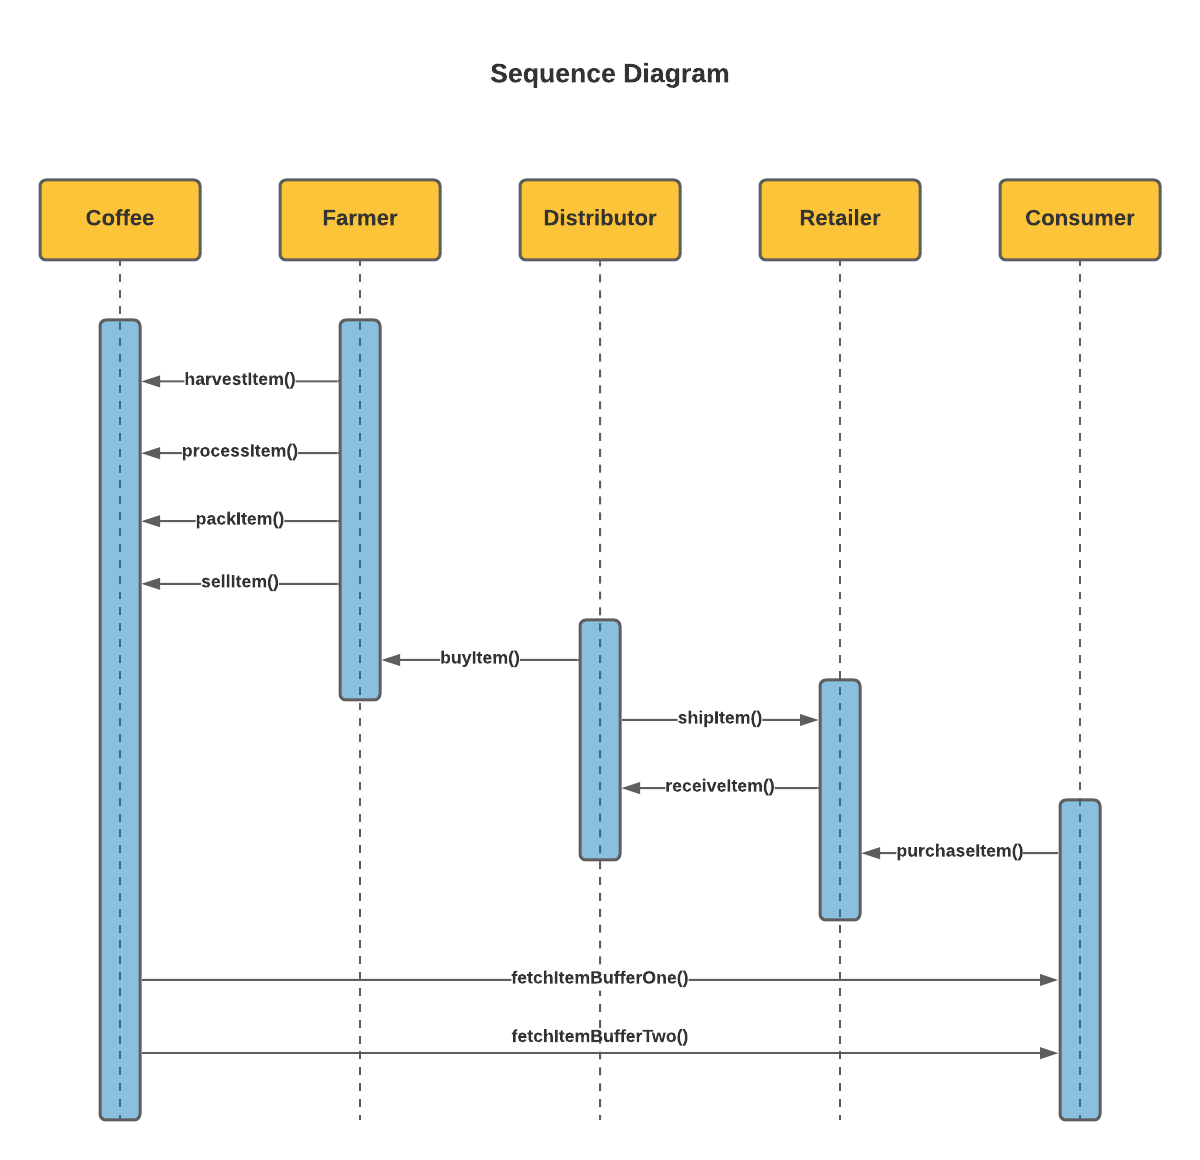 Sequence Diagram
Coffee
Farmer
Distributor
Retailer
Consumer
harvestItem()
processItem()
packItem()
sellItem()
buyItem()
shipItem()
receiveItem()
purchaseItem()
fetchItemBufferOne()
fetchItemBufferTwo()